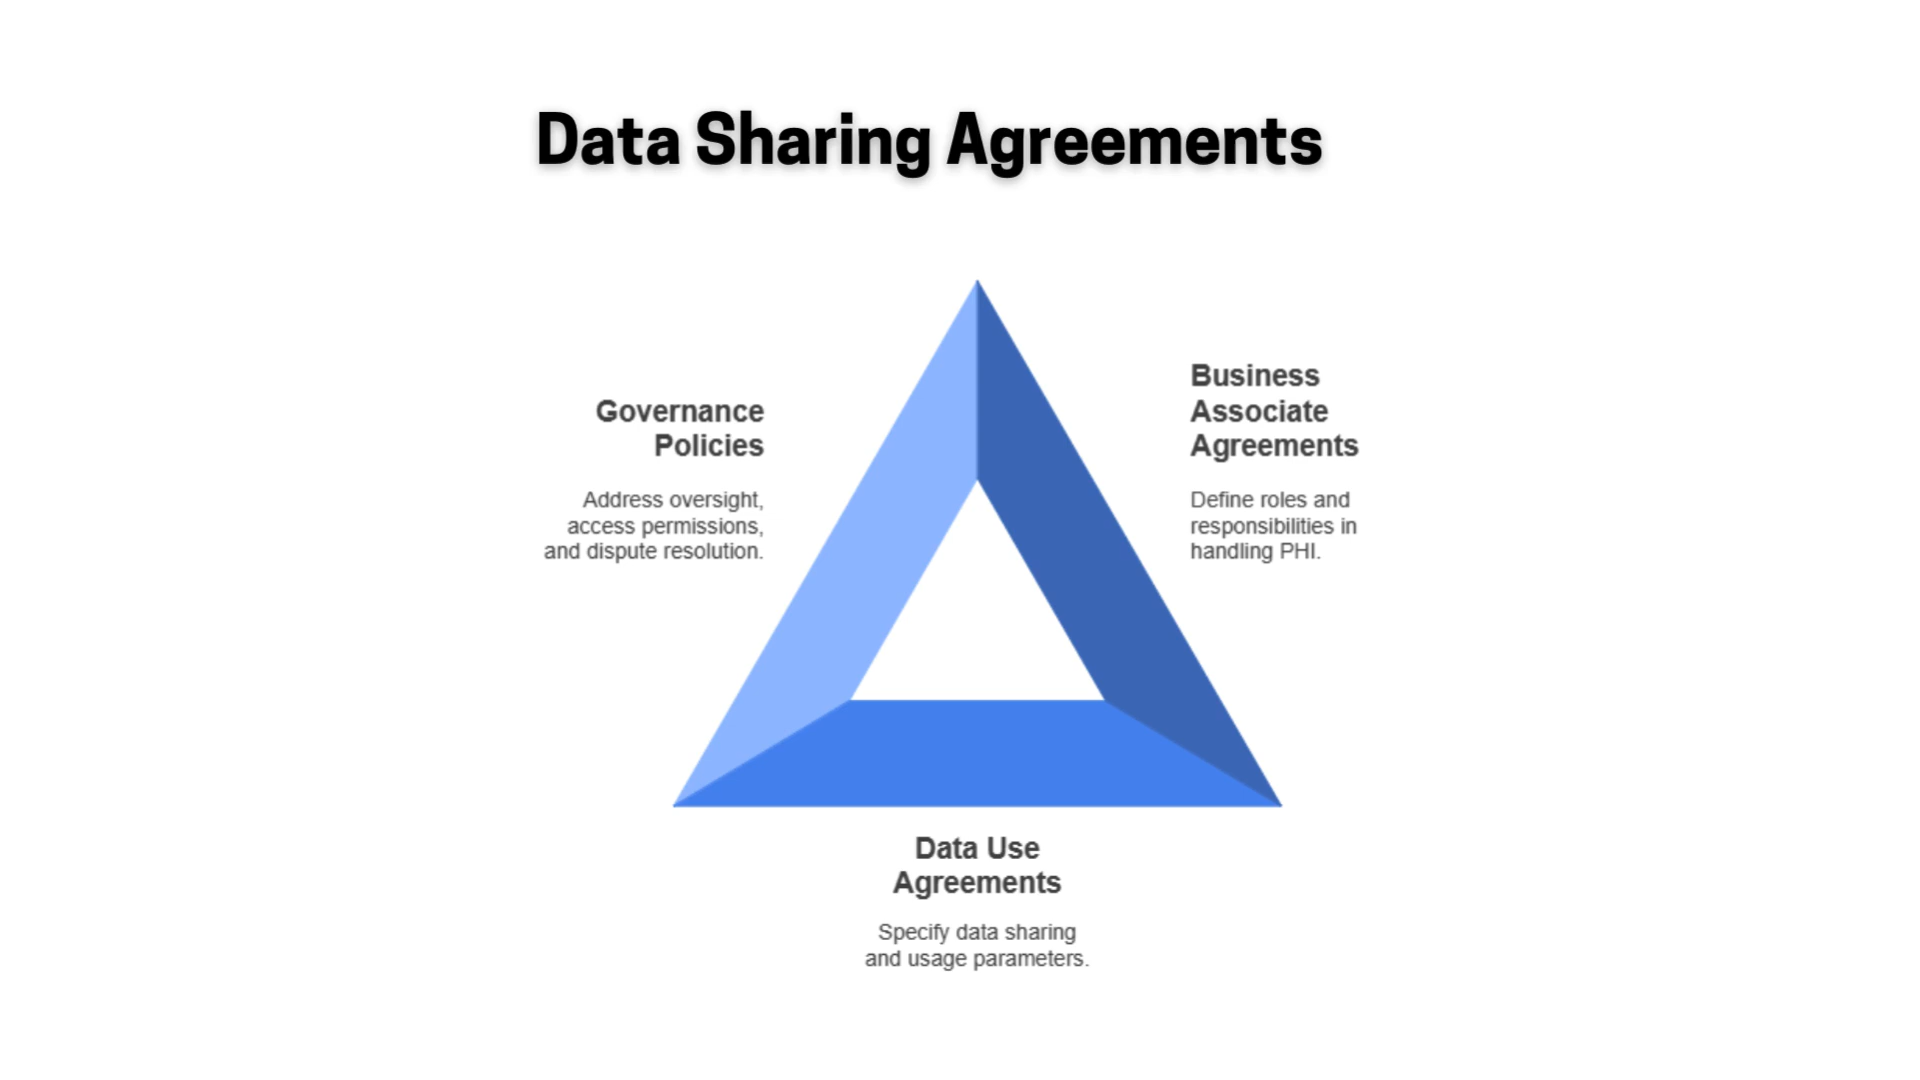 Data Sharing Agreements
Governance
Policies
Address oversight,
access permissions,
and dispute resolution.
Business
Associate
Agreements
Define roles and
responsibilities in
handling PHI.
Data Use
Agreements
Specify data sharing
and usage parameters.